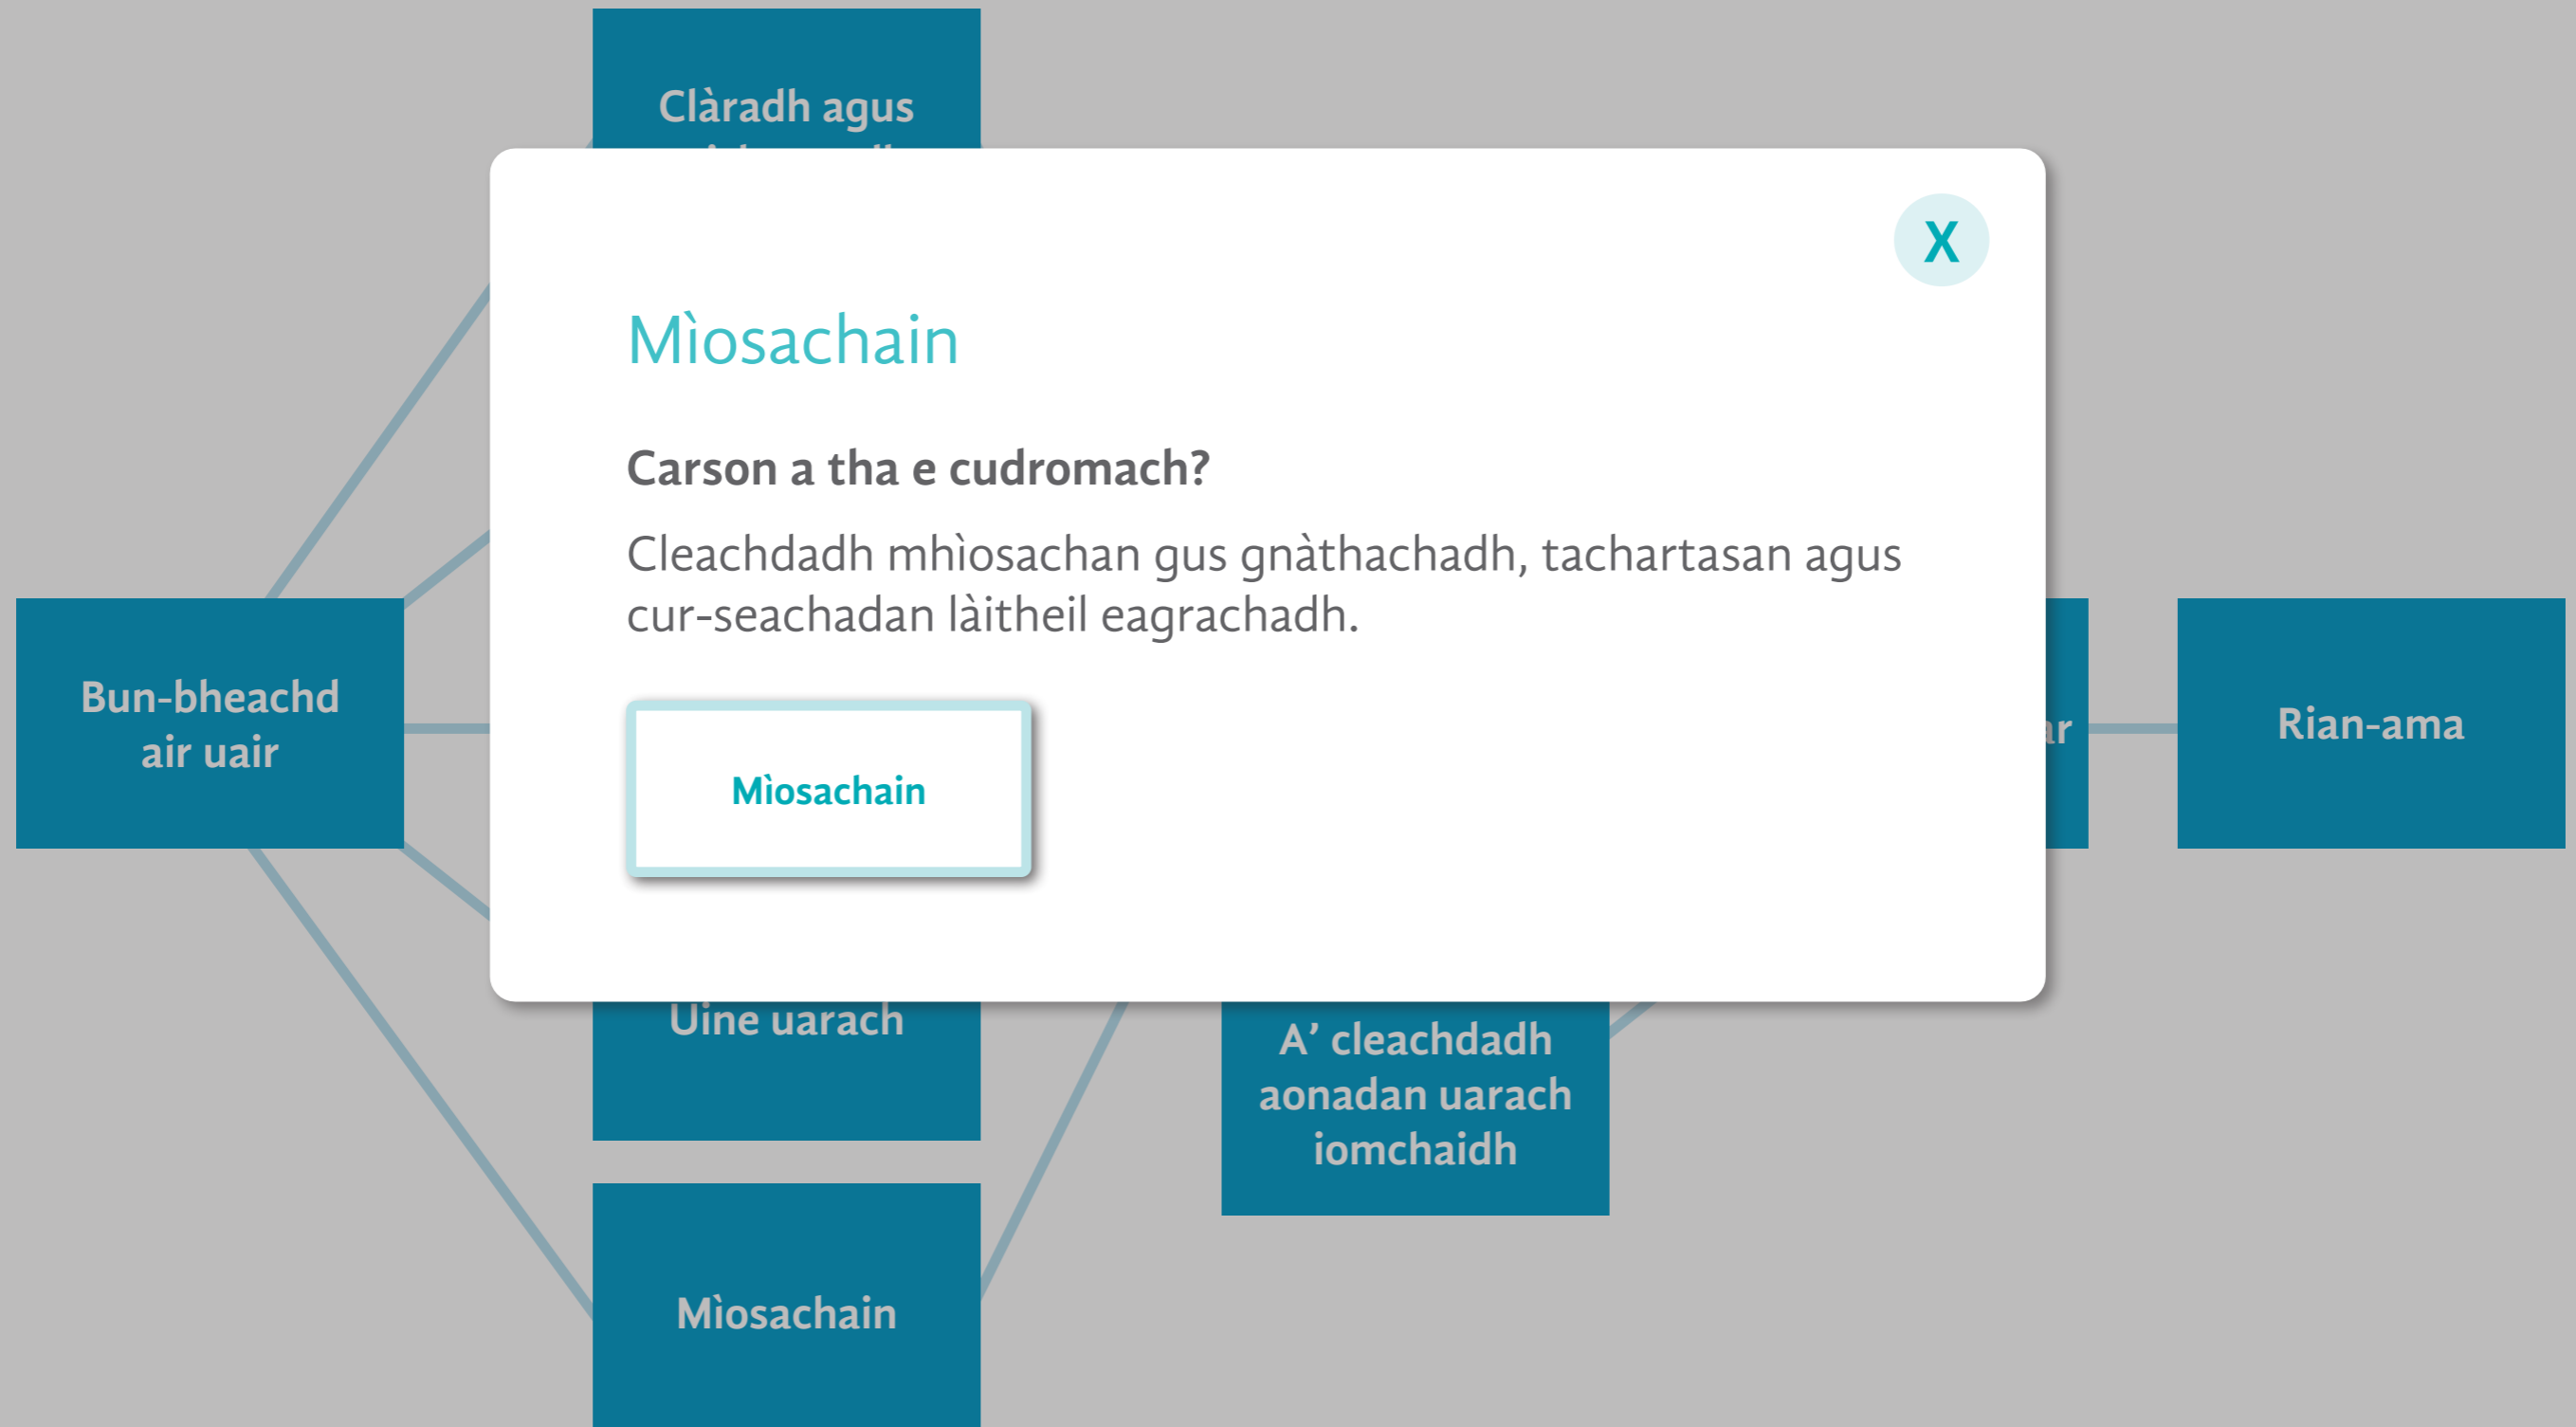 Clàradh agus
X
Mìosachain
Carson a tha e cudromach?
Cleachdadh mhìosachan gus gnàthachadh, tachartasan agus
cur-seachadan làitheil eagrachadh.
Mìosachain
Bun-bheachd
air uair
Rian-ama
Ùine uarach
A’ cleachdadh
aonadan uarach
iomchaidh
Mìosachain